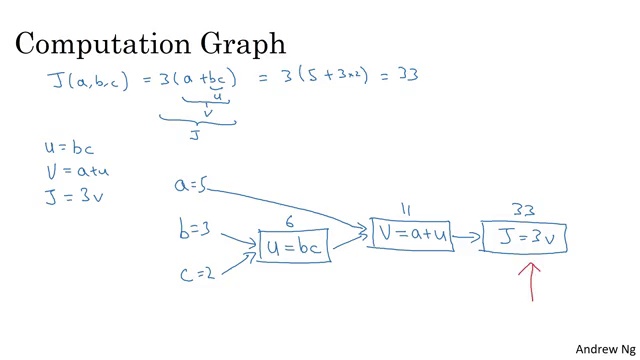 Computation Graph
J(a,b,c) = 3(a+bc) = 3(5+3×2) = 33
u
v
J
u = bc
V = a+u
J = 3v
a=5
11
33
b=3
6
V = a+u
J = 3v
u = bc
c=2
Andrew Ng